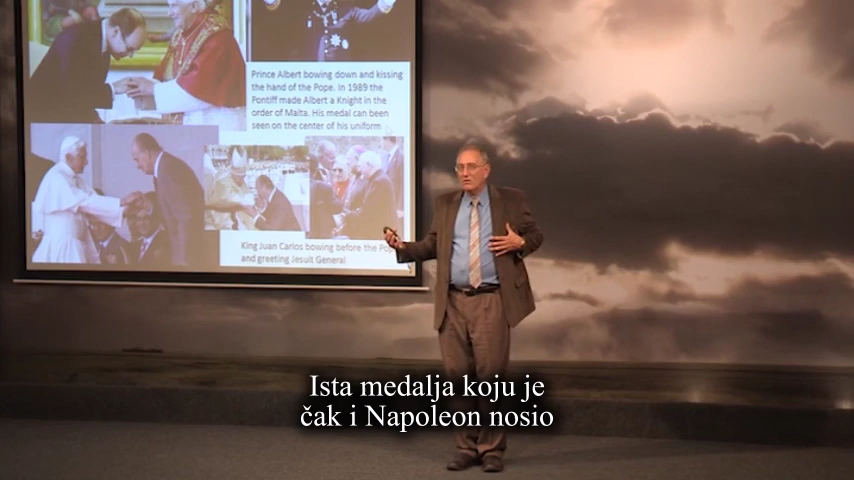 Prince Albert bowing down and kissing
the hand of the Pope. In 1989 the
Pontiff made Albert a Knight in the
order of Malta. His medal can been
seen on the center of his uniform
King Juan Carlos bowing before the Pope
and greeting Jesuit General
Ista medalja koju je
čak i Napoleon nosio